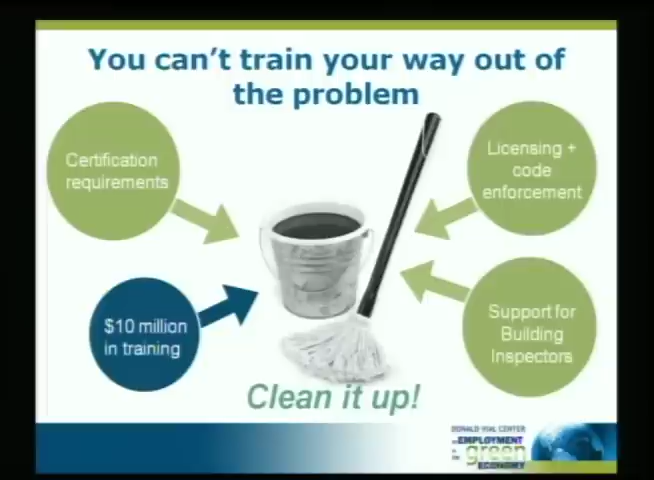 You can't train your way out of
the problem
Certification
requirements
Licensing +
code
enforcement
$10 million
in training
Support for
Building
Inspectors
Clean it up!
DONALD VIAL CENTER
EMPLOYMENT
green
ECONOMY